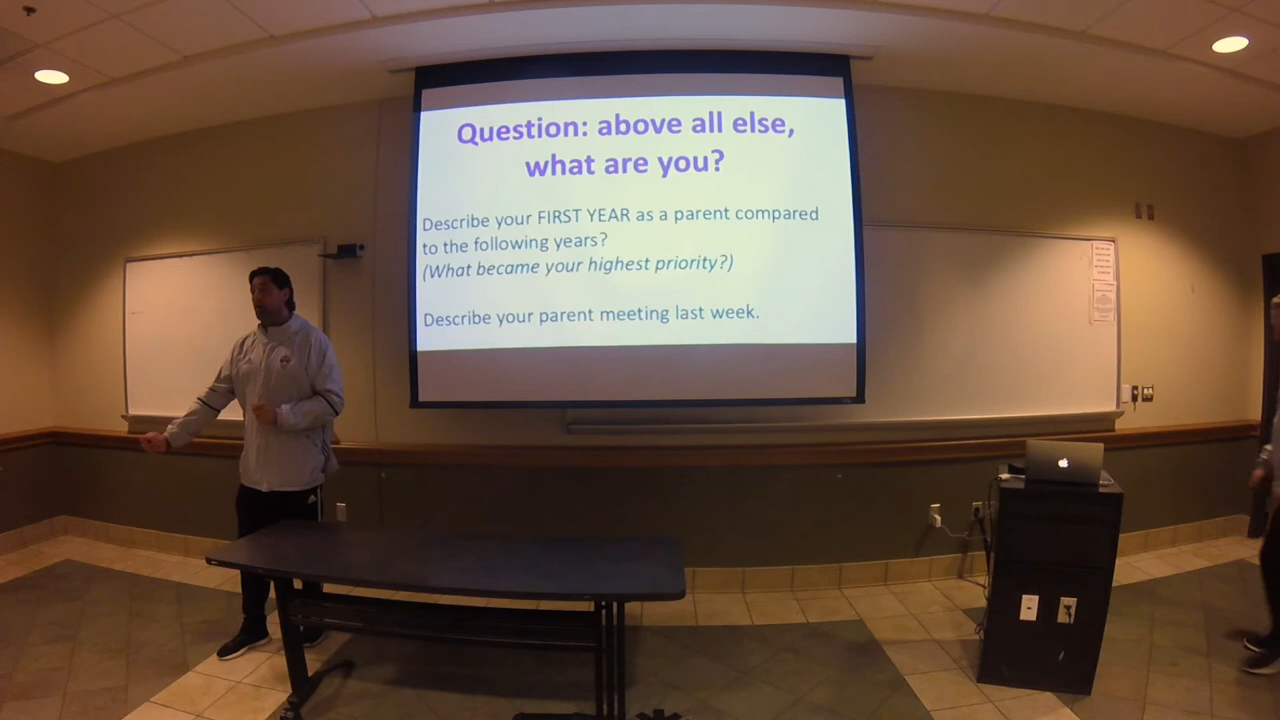 Question: above all else,
what are you?
Describe your FIRST YEAR as a parent compared
to the following years?
(What became your highest priority?)
Describe your parent meeting last week.